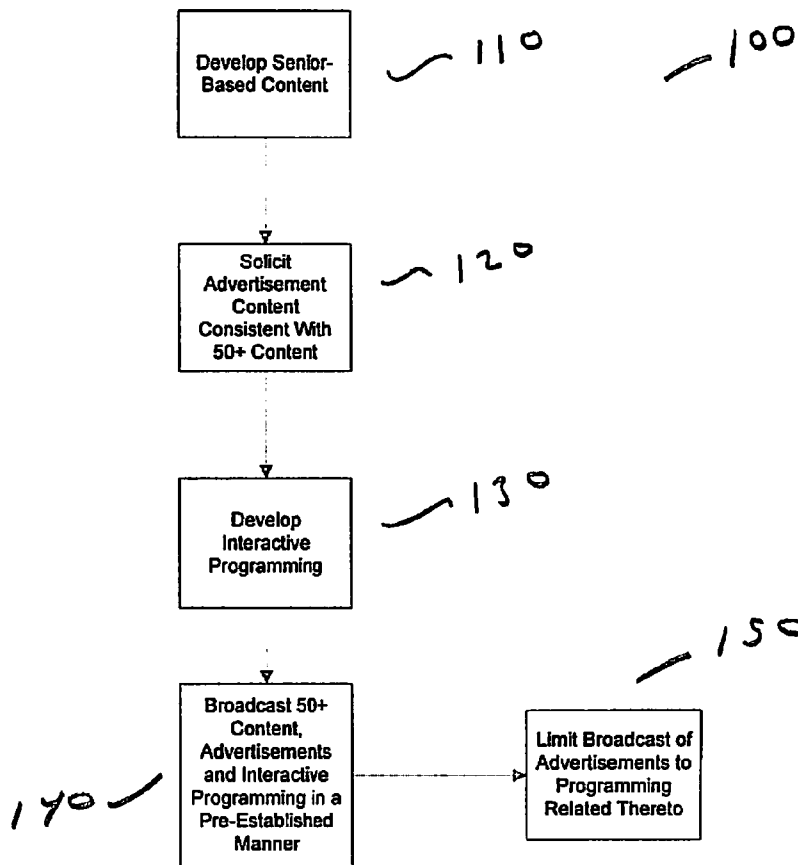 Develop Senior-
Based Content
110
100
Solicit
Advertisement
Content
Consistent With
50+ Content
120
Develop
Interactive
Programming
130
Broadcast 50+
Content,
Advertisements
and Interactive
Programming in a
Pre-Established
Manner
140
Limit Broadcast of
Advertisements to
Programming
Related Thereto
150